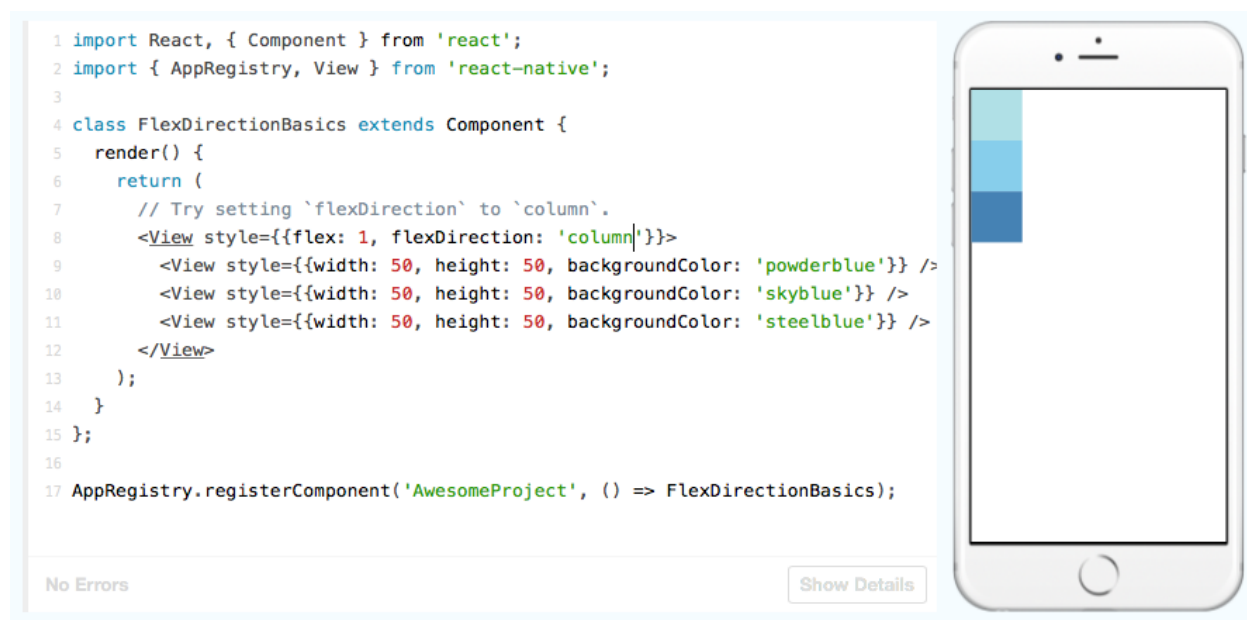 1 import React, { Component } from 'react';
2 import { AppRegistry, View } from 'react-native';
3
4 class FlexDirectionBasics extends Component {
5   render() {
6     return (
7       // Try setting `flexDirection` to `column`.
8       <View style={{flex: 1, flexDirection: 'column'}}>
9         <View style={{width: 50, height: 50, backgroundColor: 'powderblue'}} />
10         <View style={{width: 50, height: 50, backgroundColor: 'skyblue'}} />
11         <View style={{width: 50, height: 50, backgroundColor: 'steelblue'}} />
12       </View>
13     );
14   }
15 };
16
17 AppRegistry.registerComponent('AwesomeProject', () => FlexDirectionBasics);
No Errors
Show Details